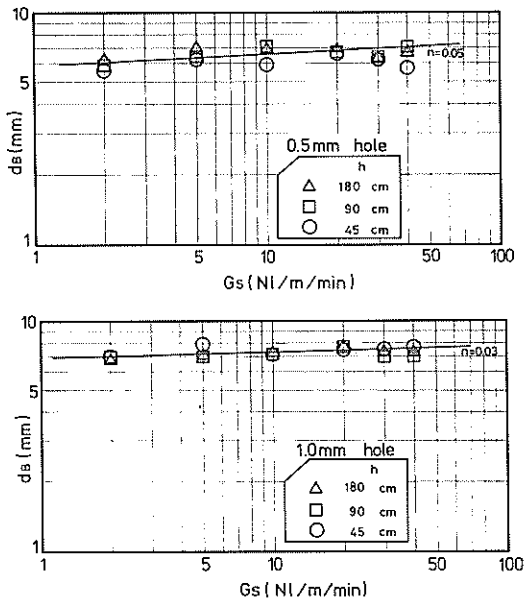 10
5
1
dB (mm)
n=0.05
0.5mm hole
h
△ 180 cm
□ 90 cm
○ 45 cm
1 5 10 50 100
Gs (Nl/m/min)
10
5
1
dB (mm)
n=0.03
1.0mm hole
h
△ 180 cm
□ 90 cm
○ 45 cm
1 5 10 50 100
Gs (Nl/m/min)